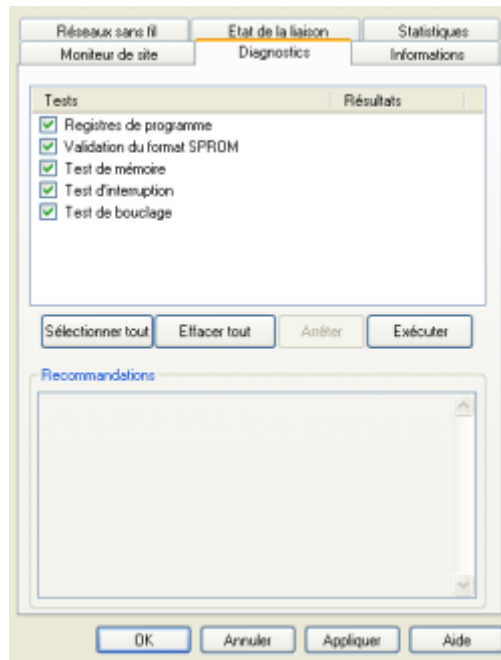 Réseaux sans fil Etat de la liaison Statistiques
Moniteur de site Diagnostics Informations
Tests Résultats
Registres de programme
Validation du format SPROM
Test de mémoire
Test d'interruption
Test de bouclage
Sélectionner tout Effacer tout Arrêter Exécuter
Recommandations
OK Annuler Appliquer Aide